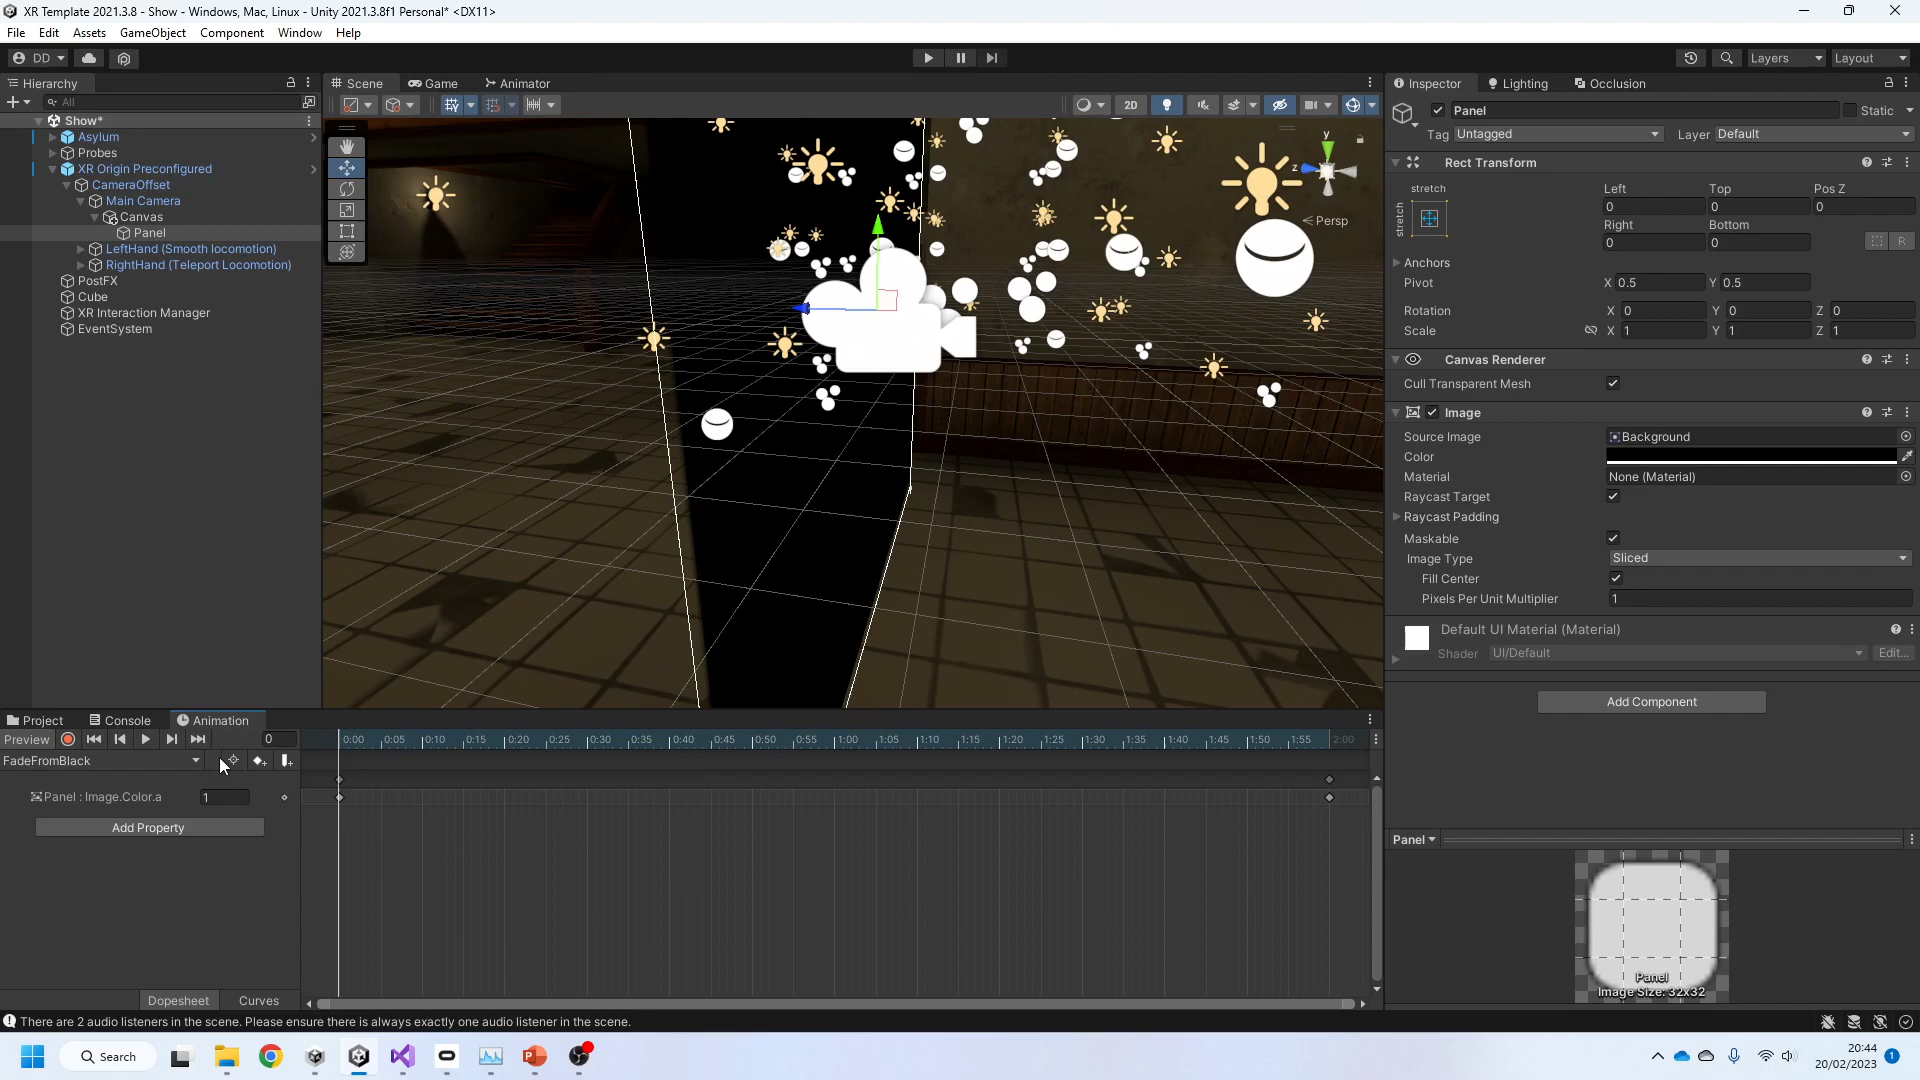 XR Template 2021.3.8 - Show - Windows, Mac, Linux - Unity 2021.3.8f1 Personal* <DX11>
File Edit Assets GameObject Component Window Help
DD Layers Layout
Hierarchy Scene Game Animator Inspector Lighting Occlusion
All 2D Panel Static
Tag Untagged Layer Default
Show*
Asylum
Probes
XR Origin Preconfigured
CameraOffset
Main Camera
Canvas
Panel
LeftHand (Smooth locomotion)
RightHand (Teleport Locomotion)
PostFX
Cube
XR Interaction Manager
EventSystem
y
z
Persp
Rect Transform
stretch Left Top Pos Z
stretch 0 0 0
Right Bottom
0 0 R
Anchors
Pivot X 0.5 Y 0.5
Rotation X 0 Y 0 Z 0
Scale X 1 Y 1 Z 1
Canvas Renderer
Cull Transparent Mesh
Image
Source Image Background
Color
Material None (Material)
Raycast Target
Raycast Padding
Maskable
Image Type Sliced
Fill Center
Pixels Per Unit Multiplier 1
Default UI Material (Material)
Shader UI/Default Edit...
Add Component
Project Console Animation
Preview 0 0:00 0:05 0:10 0:15 0:20 0:25 0:30 0:35 0:40 0:45 0:50 0:55 1:00 1:05 1:10 1:15 1:20 1:25 1:30 1:35 1:40 1:45 1:50 1:55 2:00
FadeFromBlack
Panel : Image.Color.a 1
Add Property
Dopesheet Curves
Panel
Panel
Image Size: 32x32
There are 2 audio listeners in the scene. Please ensure there is always exactly one audio listener in the scene.
Search
20:44
20/02/2023
1